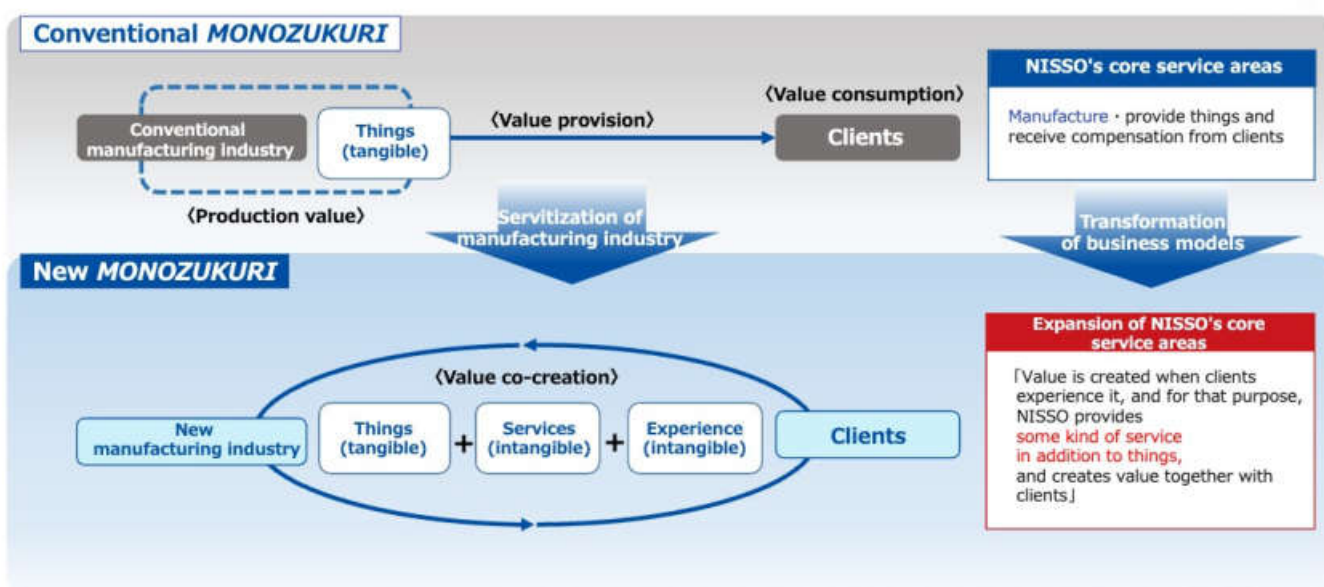 Conventional MONOZUKURI
Conventional
manufacturing industry
Things
(tangible)
〈Production value〉
〈Value provision〉
〈Value consumption〉
Clients
NISSO's core service areas
Manufacture・provide things and
receive compensation from clients
Servitization of
manufacturing industry
Transformation
of business models
New MONOZUKURI
〈Value co-creation〉
New
manufacturing industry
Things
(tangible)
+
Services
(intangible)
+
Experience
(intangible)
Clients
Expansion of NISSO's core
service areas
「Value is created when clients
experience it, and for that purpose,
NISSO provides
some kind of service
in addition to things,
and creates value together with
clients」